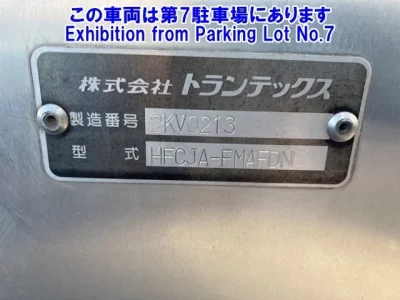 この車両は第7駐車場にあります
Exhibition from Parking Lot No.7
株式会社 トランテックス
製造番号 2KV0213
型式 HFCJA-FMAFDN